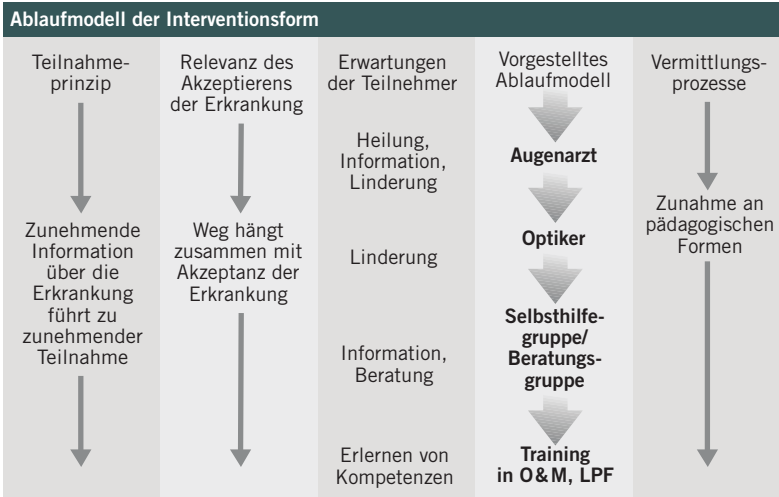 Ablaufmodell der Interventionsform
Teilnahme-
prinzip
Zunehmende
Information
über die
Erkrankung
führt zu
zunehmender
Teilnahme
Relevanz des
Akzeptierens
der Erkrankung
Weg hängt
zusammen mit
Akzeptanz der
Erkrankung
Erwartungen
der Teilnehmer
Heilung,
Information,
Linderung
Linderung
Information,
Beratung
Erlernen von
Kompetenzen
Vorgestelltes
Ablaufmodell
Augenarzt
Optiker
Selbsthilfe-
gruppe/
Beratungs-
gruppe
Training
in O&M, LPF
Vermittlungs-
prozesse
Zunahme an
pädagogischen
Formen